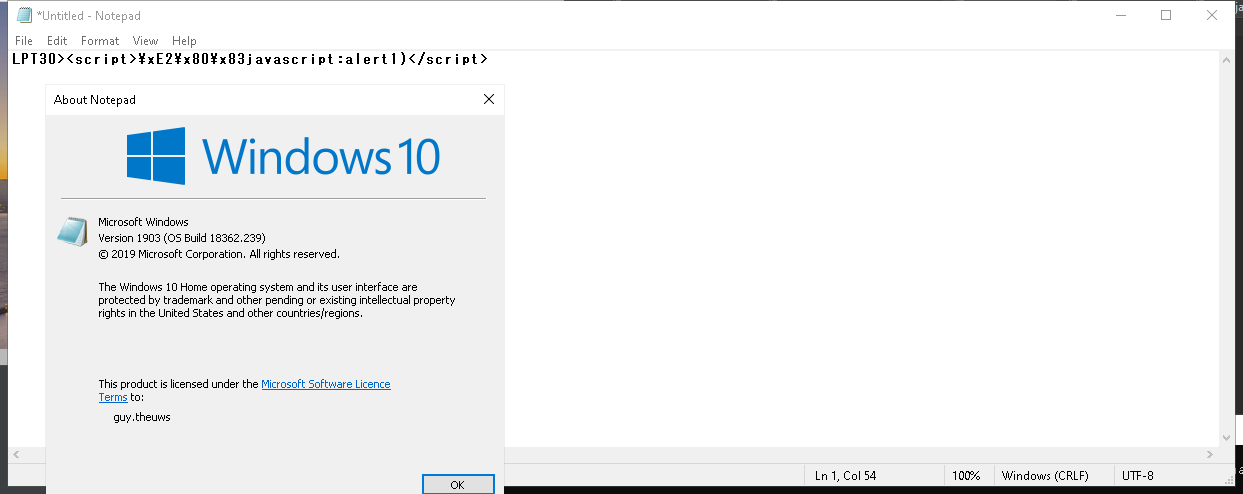 *Untitled - Notepad
File Edit Format View Help
LPT30><script>¥xE2¥x80¥x83javascript:alert1)</script>
About Notepad
Windows 10
Microsoft Windows
Version 1903 (OS Build 18362.239)
© 2019 Microsoft Corporation. All rights reserved.
The Windows 10 Home operating system and its user interface are
protected by trademark and other pending or existing intellectual property
rights in the United States and other countries/regions.
This product is licensed under the Microsoft Software Licence
Terms to:
guy.theuws
OK
Ln 1, Col 54 100% Windows (CRLF) UTF-8